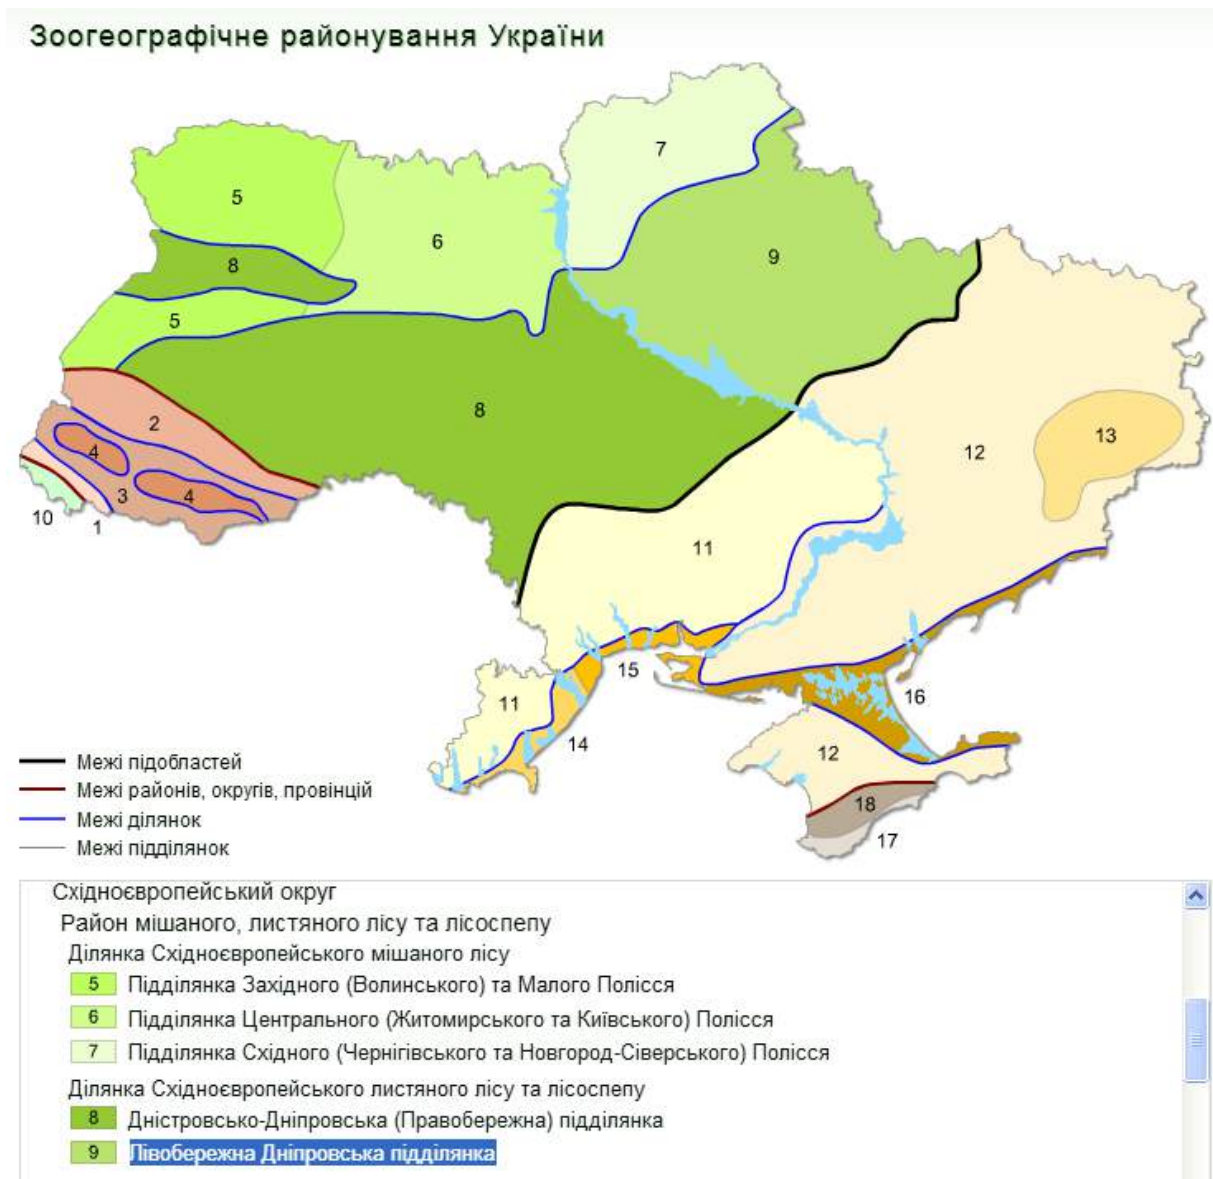 Зоогеографічне районування України
7
5
6
9
8
5
8
2
13
12
4
3
4
10
1
11
15
16
11
14
12
18
17
Межі підобластей
Межі районів, округів, провінцій
Межі ділянок
Межі підділянок
Східноєвропейський округ
Район мішаного, листяного лісу та лісоспепу
Ділянка Східноєвропейського мішаного лісу
5 Підділянка Західного (Волинського) та Малого Полісся
6 Підділянка Центрального (Житомирського та Київського) Полісся
7 Підділянка Східного (Чернігівського та Новгород-Сіверського) Полісся
Ділянка Східноєвропейського листяного лісу та лісоспепу
8 Дністровсько-Дніпровська (Правобережна) підділянка
9 Лівобережна Дніпровська підділянка